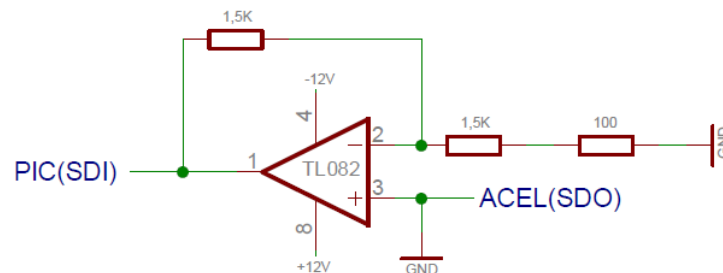 1,5K
-12V
4
2
1,5K
100
GND
PIC(SDI)
1
TL082
-
+
3
ACEL(SDO)
8
+12V
GND